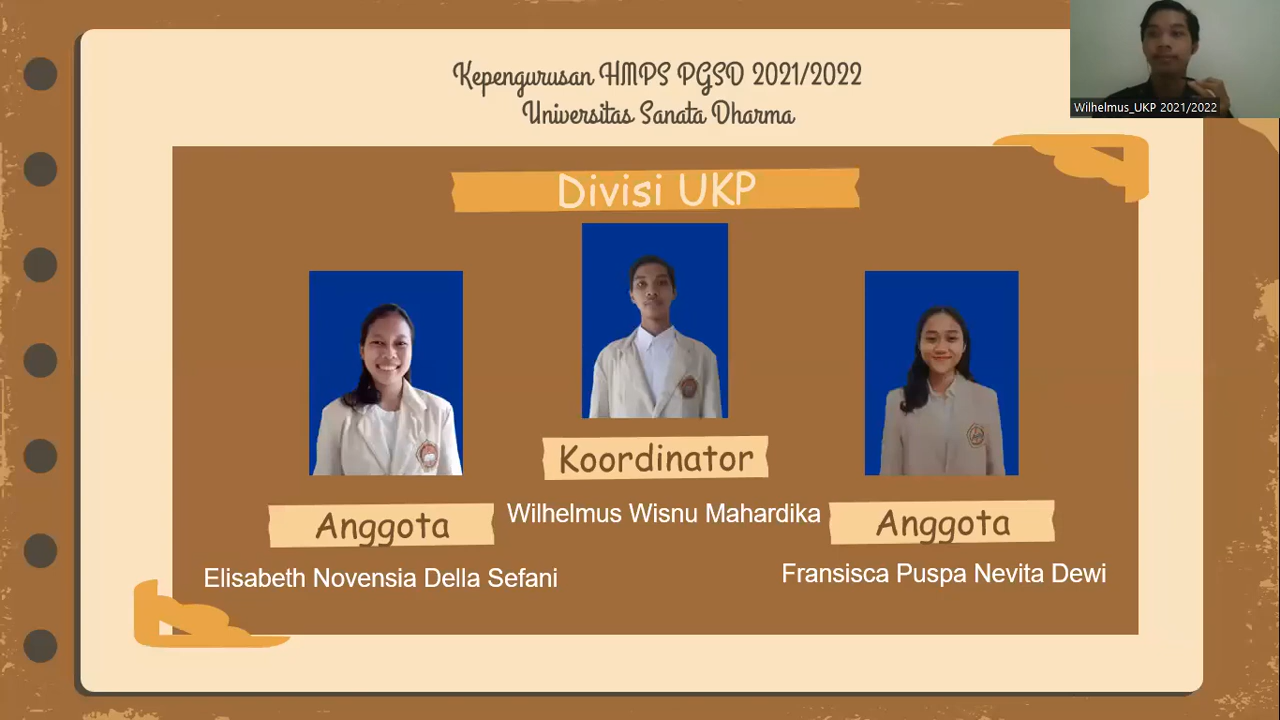 Kepengurusan HMPS PGSD 2021/2022
Universitas Sanata Dharma
Wilhelmus_UKP 2021/2022
Divisi UKP
Koordinator
Wilhelmus Wisnu Mahardika
Anggota
Elisabeth Novensia Della Sefani
Anggota
Fransisca Puspa Nevita Dewi